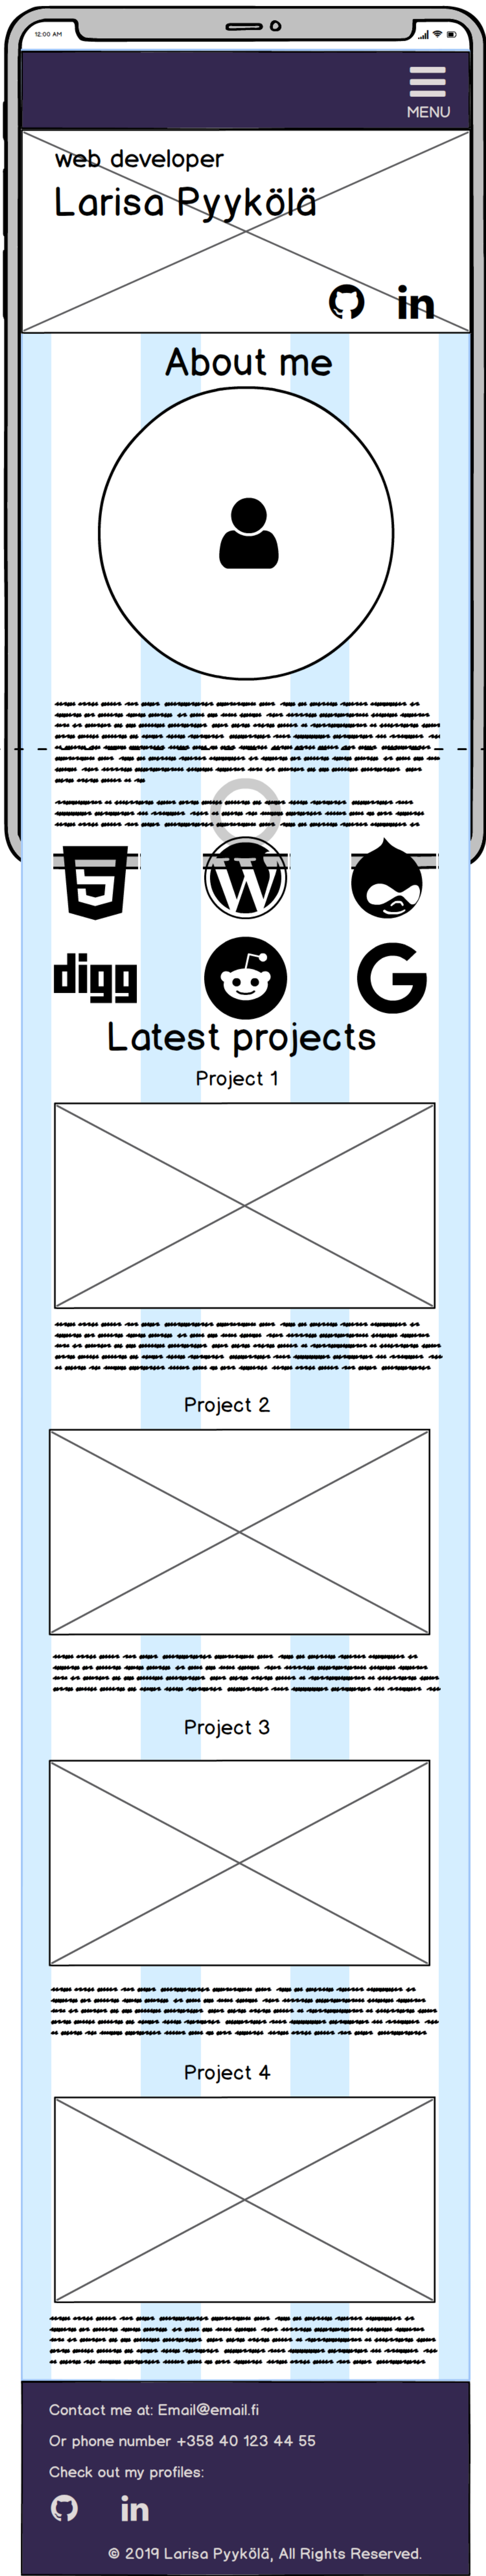 12:00 AM
MENU
web developer
Larisa Pyykölä
in
About me
digg
Latest projects
Project 1
Project 2
Project 3
Project 4
Contact me at: Email@email.fi
Or phone number +358 40 123 44 55
Check out my profiles:
in
© 2019 Larisa Pyykölä, All Rights Reserved.